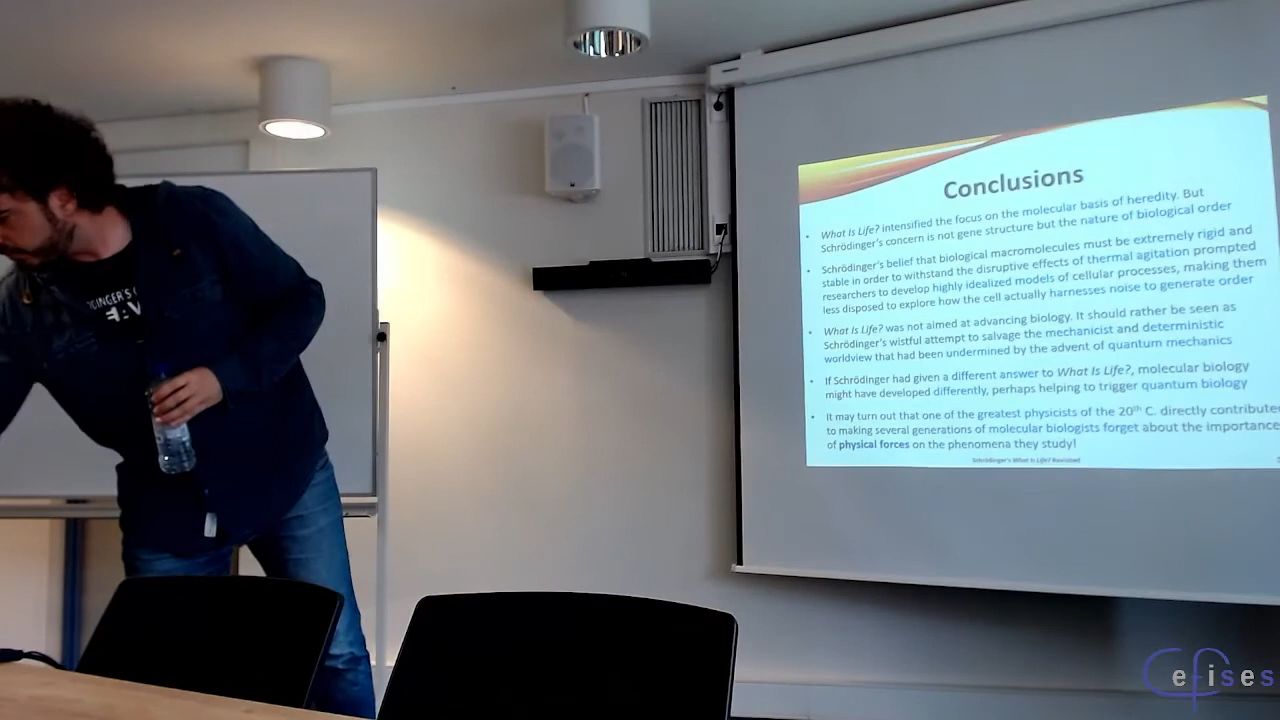 DINGER'S
Conclusions
What Is Life? intensified the focus on the molecular basis of heredity. But
Schrödinger's concern is not gene structure but the nature of biological order
Schrödinger's belief that biological macromolecules must be extremely rigid and
stable in order to withstand the disruptive effects of thermal agitation prompted
researchers to develop highly idealized models of cellular processes, making them
less disposed to explore how the cell actually harnesses noise to generate order
What Is Life? was not aimed at advancing biology. It should rather be seen as
Schrödinger's wistful attempt to salvage the mechanicist and deterministic
worldview that had been undermined by the advent of quantum mechanics
If Schrödinger had given a different answer to What Is Life?, molecular biology
might have developed differently, perhaps helping to trigger quantum biology
It may turn out that one of the greatest physicists of the 20th C. directly contribute
to making several generations of molecular biologists forget about the importance
of physical forces on the phenomena they study!
Schrödinger's What Is Life? Revisited
Cefises